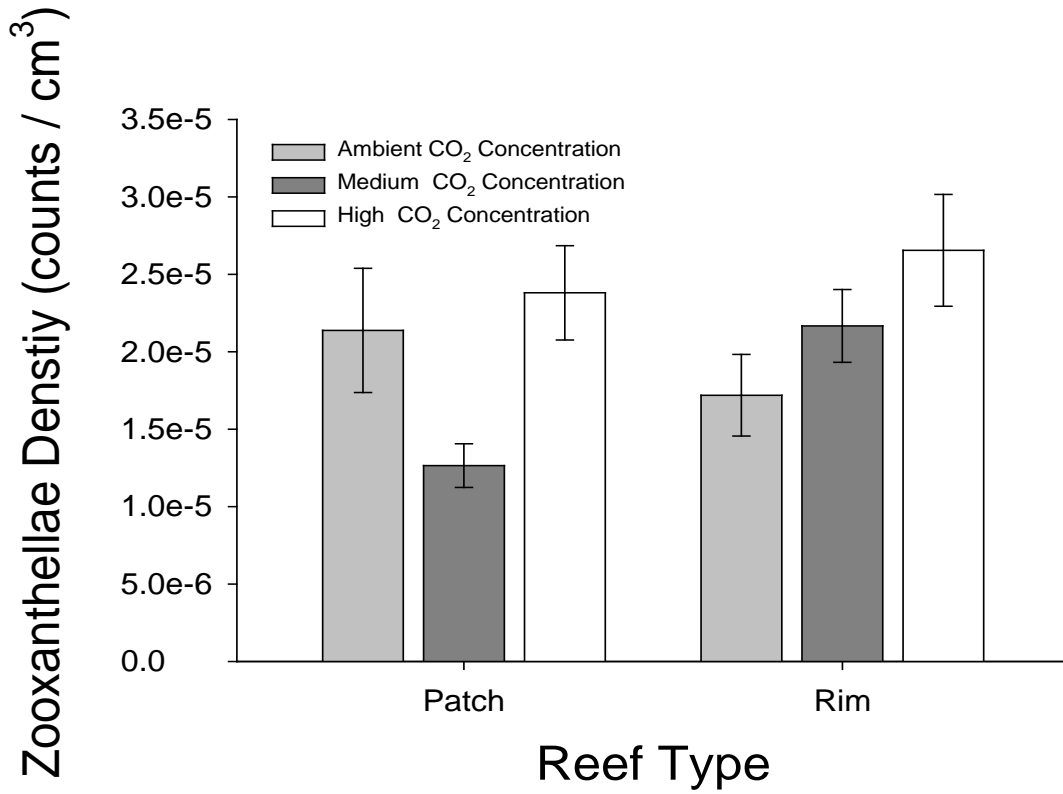 Zooxanthellae Denstiy (counts / cm³)
3.5e-5
3.0e-5
2.5e-5
2.0e-5
1.5e-5
1.0e-5
5.0e-6
0.0
Ambient CO₂ Concentration
Medium CO₂ Concentration
High CO₂ Concentration
Patch
Rim
Reef Type